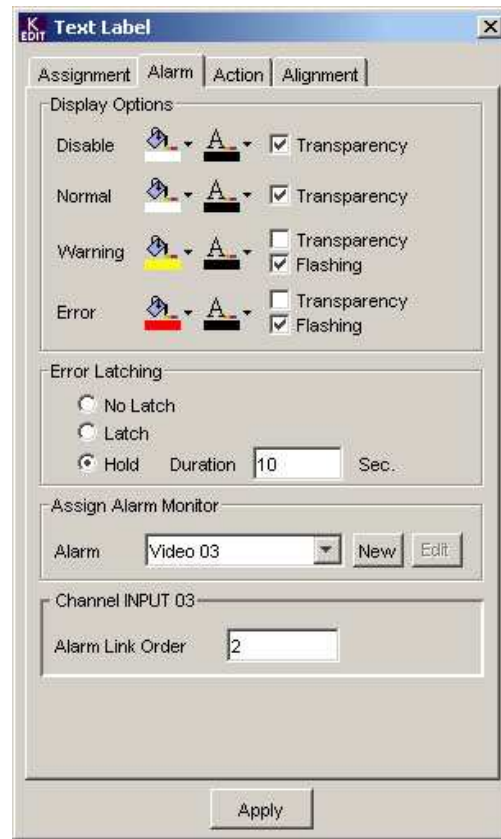 K EDIT Text Label
Assignment Alarm Action Alignment
Display Options
Disable A Transparency
Normal A Transparency
Warning A Transparency
Flashing
Error A Transparency
Flashing
Error Latching
No Latch
Latch
Hold Duration 10 Sec.
Assign Alarm Monitor
Alarm Video 03 New Edit
Channel INPUT 03
Alarm Link Order 2
Apply